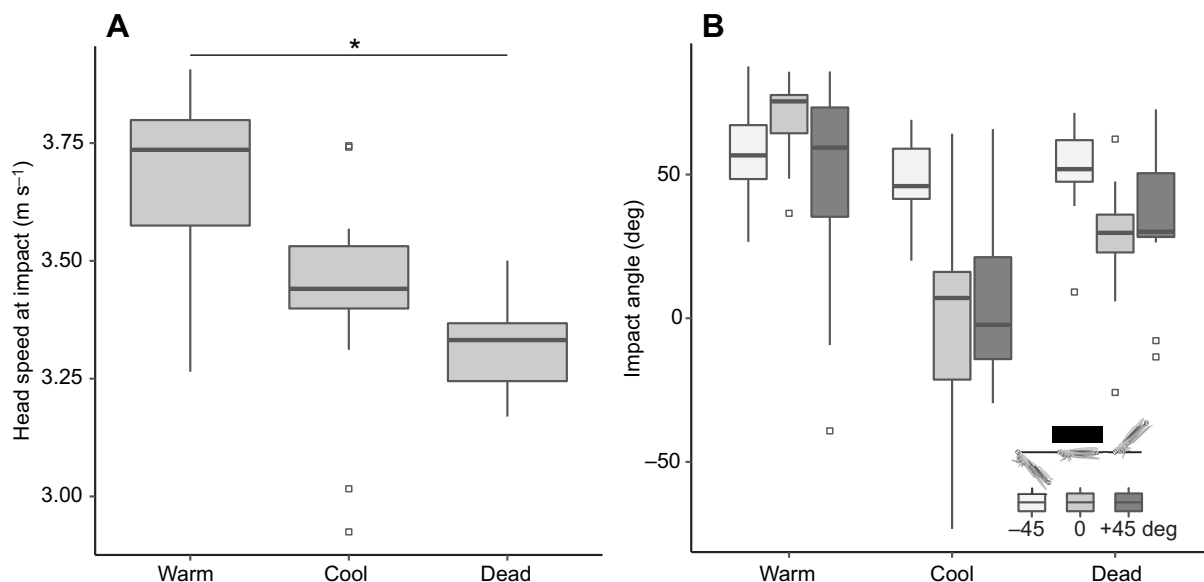 A
*
3.75
3.50
3.25
3.00
Head speed at impact (m s⁻¹)
Warm Cool Dead
B
50
0
–50
Impact angle (deg)
–45 0 +45 deg
Warm Cool Dead